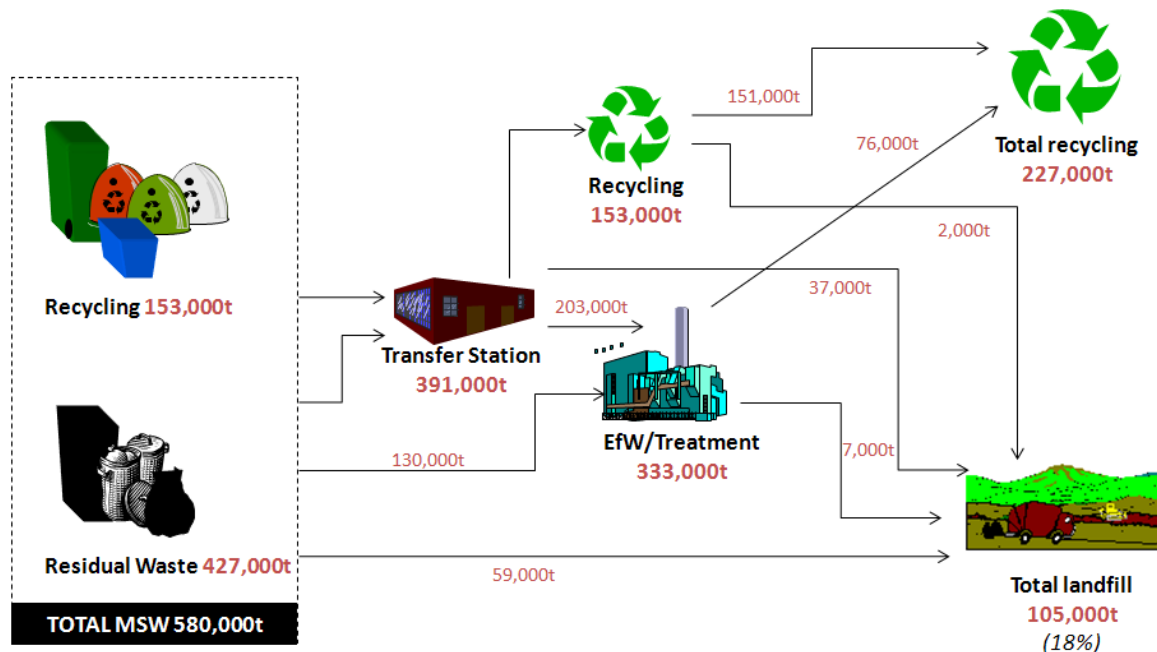 151,000t
76,000t
Total recycling
227,000t
Recycling
153,000t
2,000t
Recycling 153,000t
203,000t
37,000t
Transfer Station
391,000t
EfW/Treatment
333,000t
130,000t
7,000t
Residual Waste 427,000t
59,000t
Total landfill
105,000t
(18%)
TOTAL MSW 580,000t